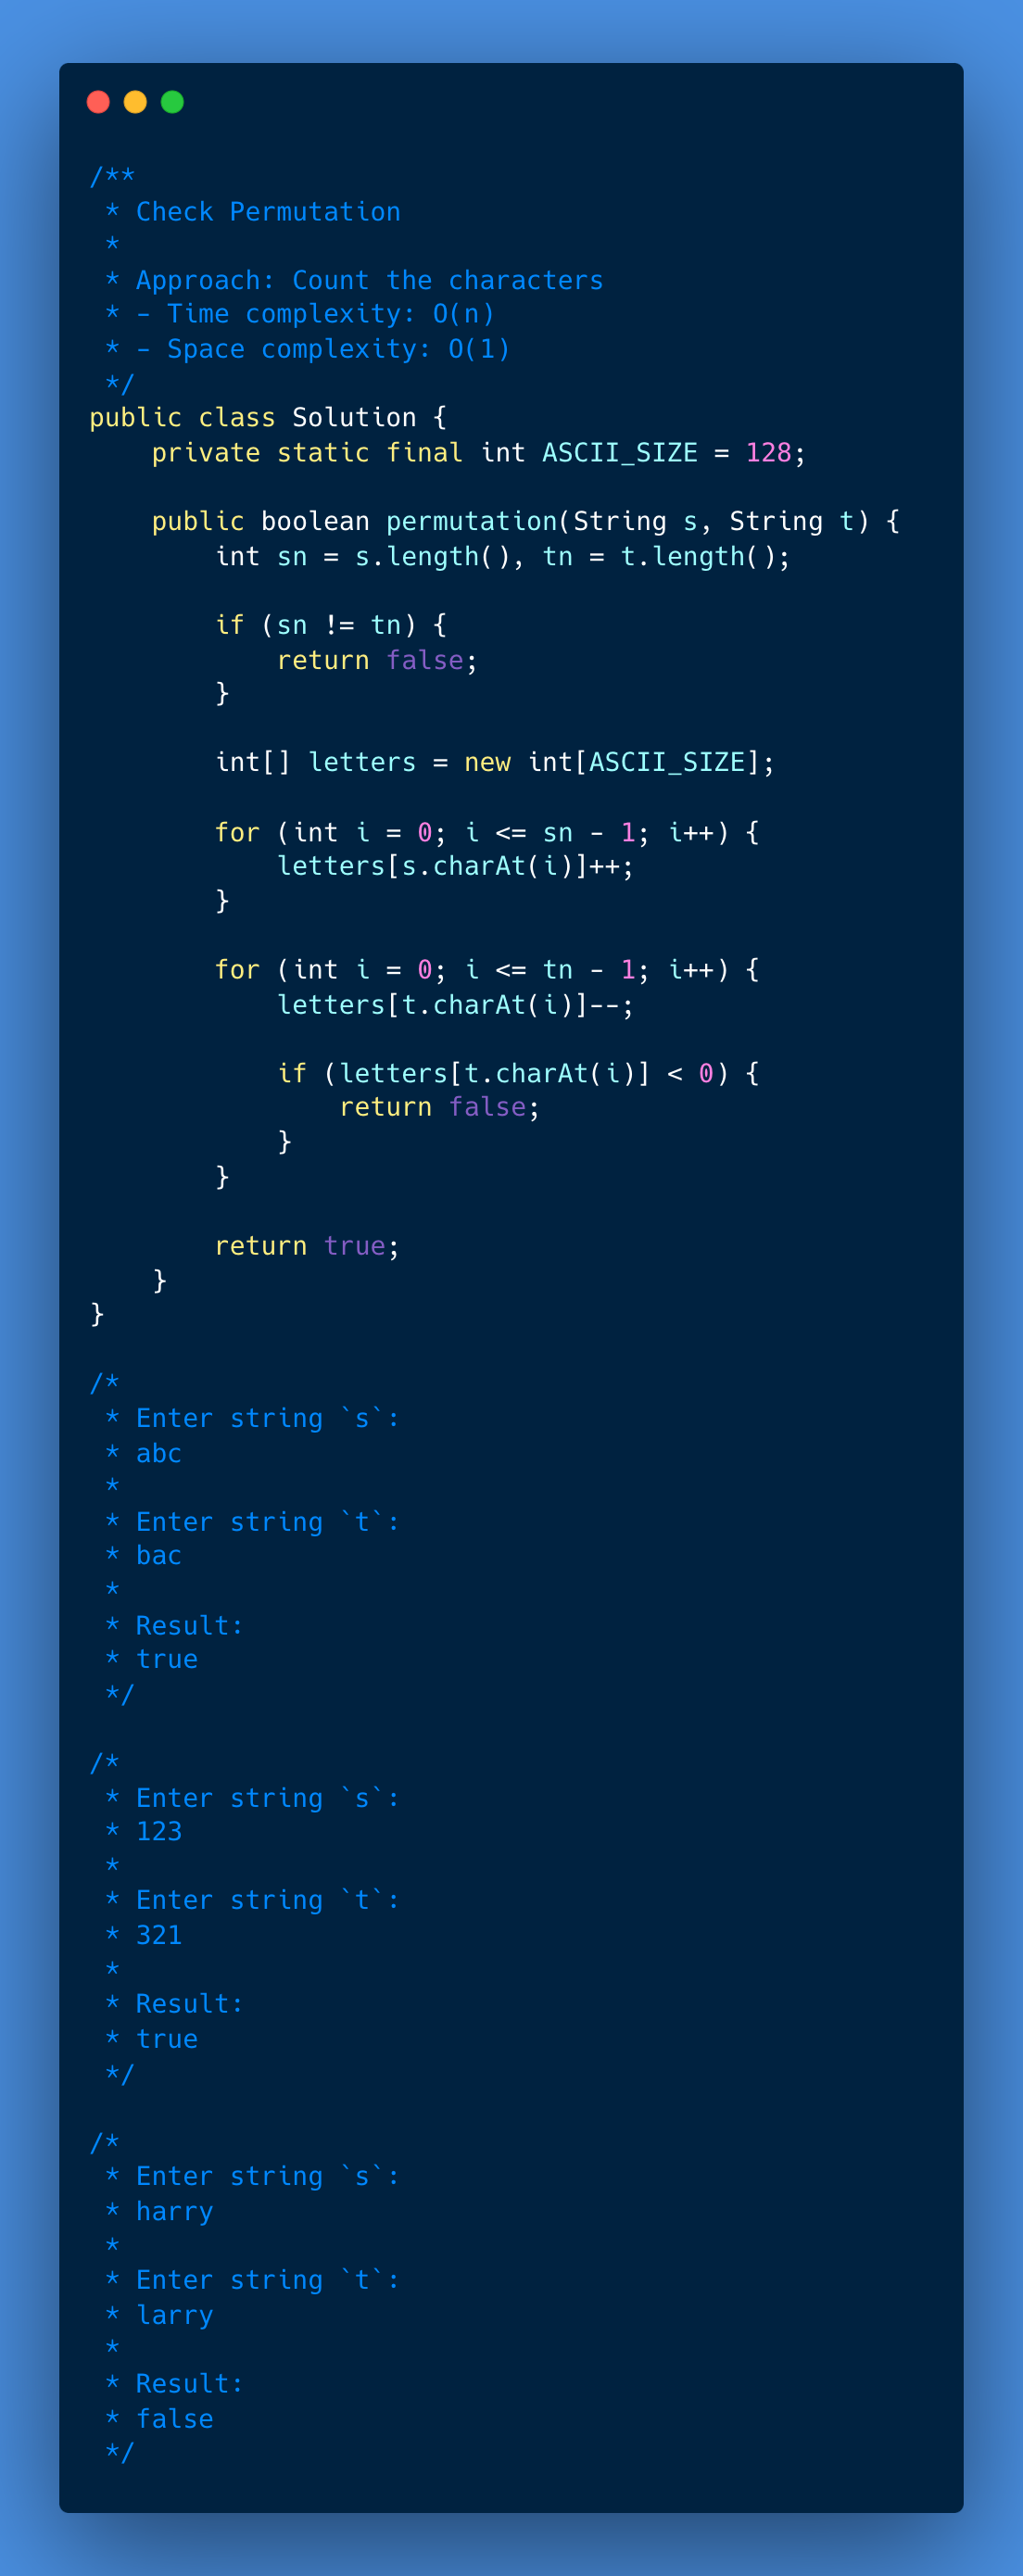 /**
 * Check Permutation
 *
 * Approach: Count the characters
 * - Time complexity: O(n)
 * - Space complexity: O(1)
 */
public class Solution {
    private static final int ASCII_SIZE = 128;

    public boolean permutation(String s, String t) {
        int sn = s.length(), tn = t.length();

        if (sn != tn) {
            return false;
        }

        int[] letters = new int[ASCII_SIZE];

        for (int i = 0; i <= sn - 1; i++) {
            letters[s.charAt(i)]++;
        }

        for (int i = 0; i <= tn - 1; i++) {
            letters[t.charAt(i)]--;

            if (letters[t.charAt(i)] < 0) {
                return false;
            }
        }

        return true;
    }
}

/*
 * Enter string `s`:
 * abc
 *
 * Enter string `t`:
 * bac
 *
 * Result:
 * true
 */

/*
 * Enter string `s`:
 * 123
 *
 * Enter string `t`:
 * 321
 *
 * Result:
 * true
 */

/*
 * Enter string `s`:
 * harry
 *
 * Enter string `t`:
 * larry
 *
 * Result:
 * false
 */